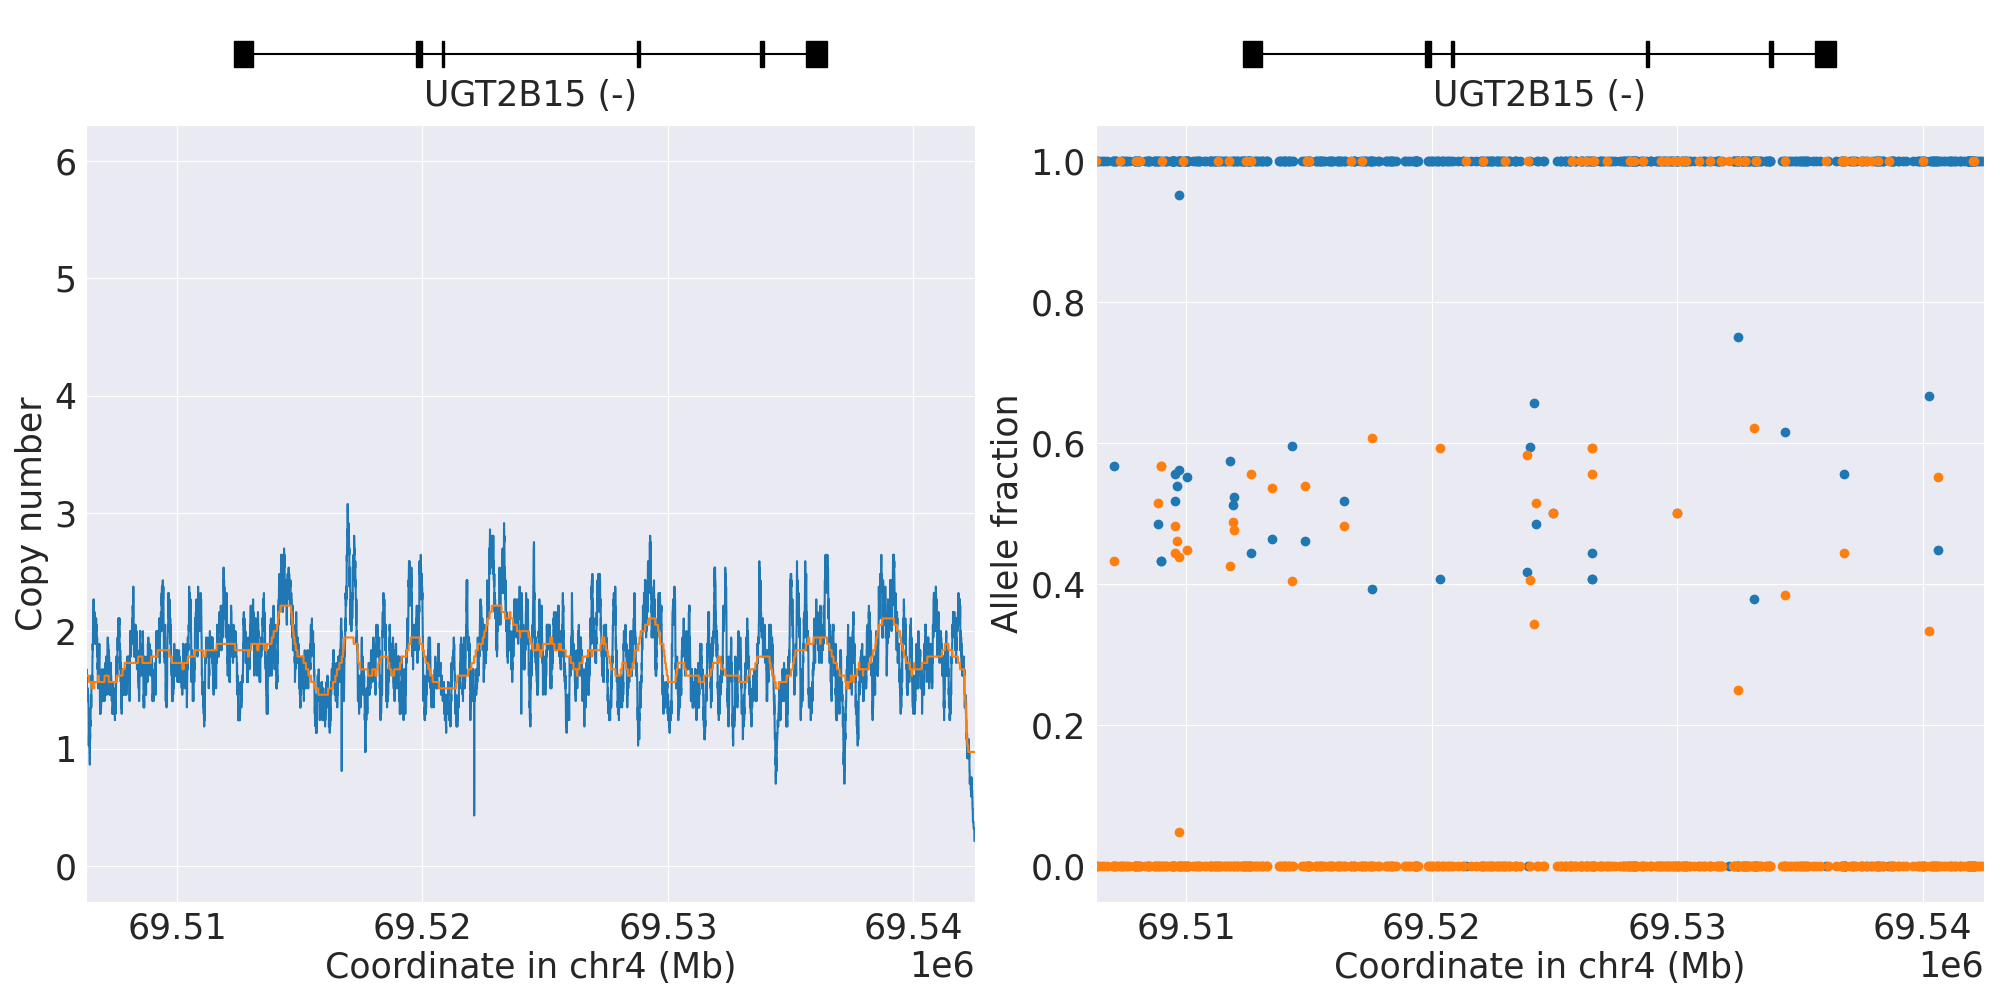 UGT2B15 (-)
6
5
4
3
2
1
0
Copy number
69.51 69.52 69.53 69.54
Coordinate in chr4 (Mb)
1e6
UGT2B15 (-)
1.0
0.8
0.6
0.4
0.2
0.0
Allele fraction
69.51 69.52 69.53 69.54
Coordinate in chr4 (Mb)
1e6